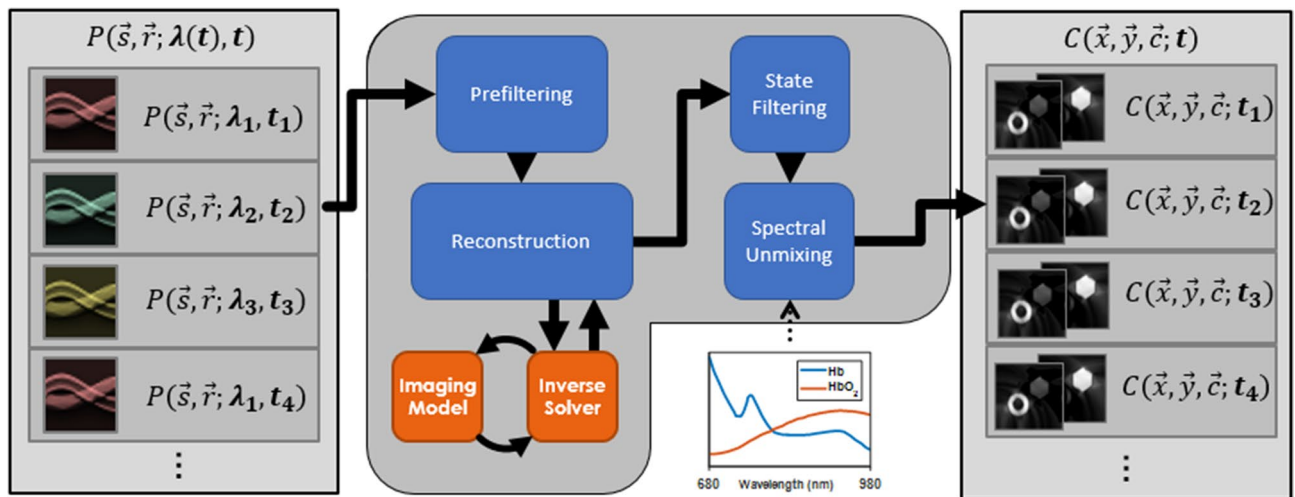 P(s⃗, r⃗; λ(t), t)
P(s⃗, r⃗; λ₁, t₁)
P(s⃗, r⃗; λ₂, t₂)
P(s⃗, r⃗; λ₃, t₃)
P(s⃗, r⃗; λ₁, t₄)
⋮
Prefiltering
Reconstruction
Imaging
Model
Inverse
Solver
State
Filtering
Spectral
Unmixing
Hb
HbO₂
680 Wavelength (nm) 980
C(x⃗, y⃗, c⃗; t)
C(x⃗, y⃗, c⃗; t₁)
C(x⃗, y⃗, c⃗; t₂)
C(x⃗, y⃗, c⃗; t₃)
C(x⃗, y⃗, c⃗; t₄)
⋮